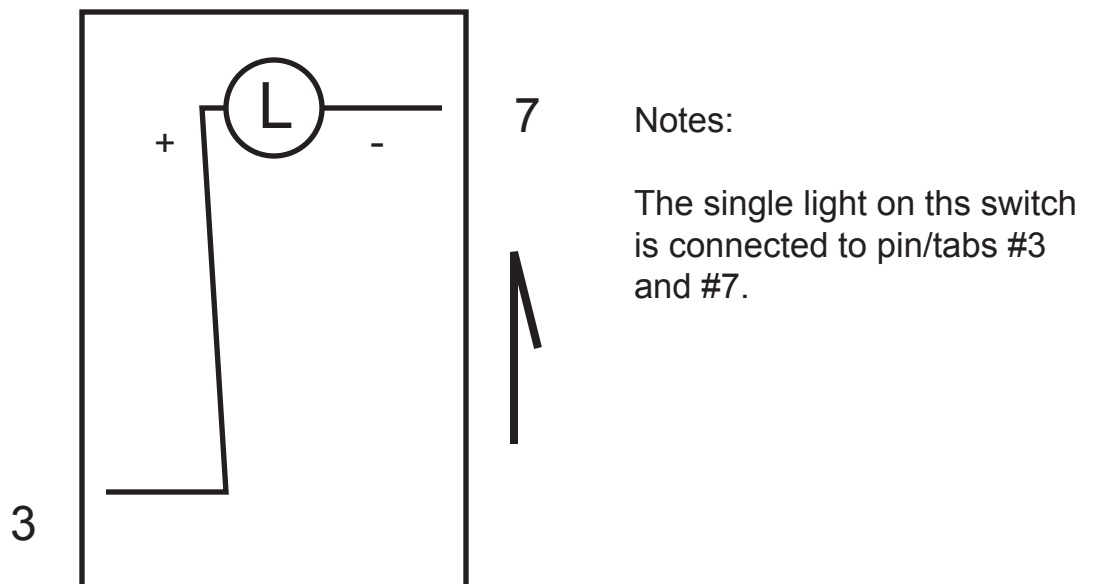 L
+
-
7
Notes:
The single light on ths switch
is connected to pin/tabs #3
and #7.
3